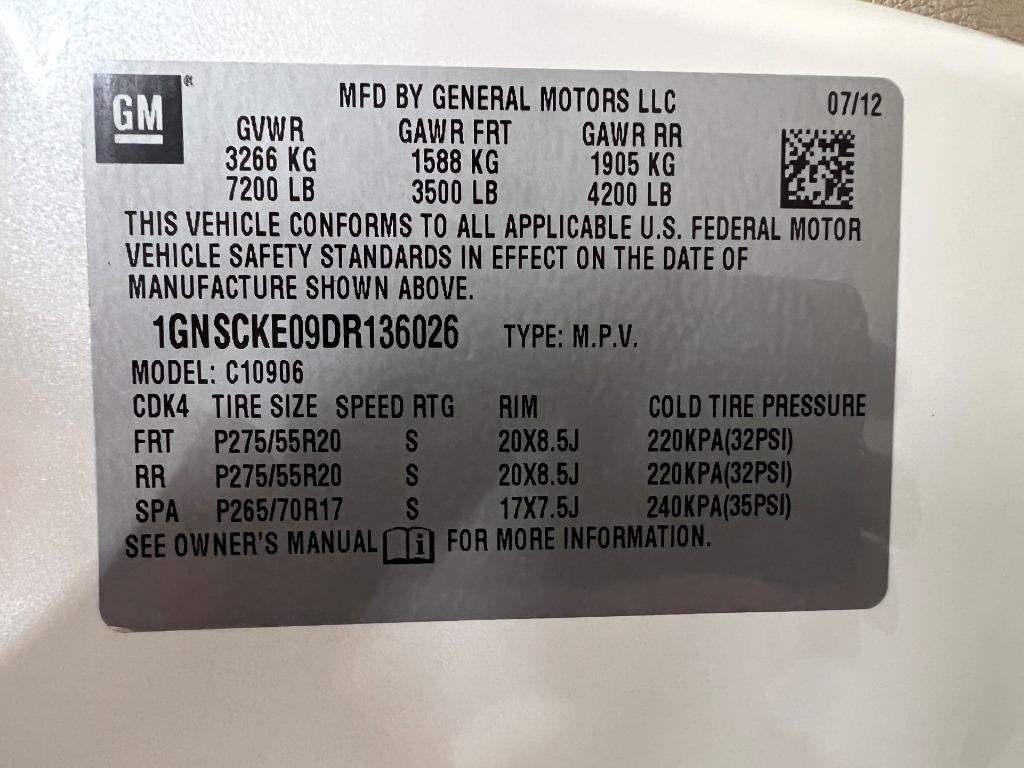 GM ®
MFD BY GENERAL MOTORS LLC 07/12
GVWR GAWR FRT GAWR RR
3266 KG 1588 KG 1905 KG
7200 LB 3500 LB 4200 LB
THIS VEHICLE CONFORMS TO ALL APPLICABLE U.S. FEDERAL MOTOR
VEHICLE SAFETY STANDARDS IN EFFECT ON THE DATE OF
MANUFACTURE SHOWN ABOVE.
1GNSCKE09DR136026 TYPE: M.P.V.
MODEL: C10906
CDK4 TIRE SIZE SPEED RTG RIM COLD TIRE PRESSURE
FRT P275/55R20 S 20X8.5J 220KPA(32PSI)
RR P275/55R20 S 20X8.5J 220KPA(32PSI)
SPA P265/70R17 S 17X7.5J 240KPA(35PSI)
SEE OWNER'S MANUAL i FOR MORE INFORMATION.